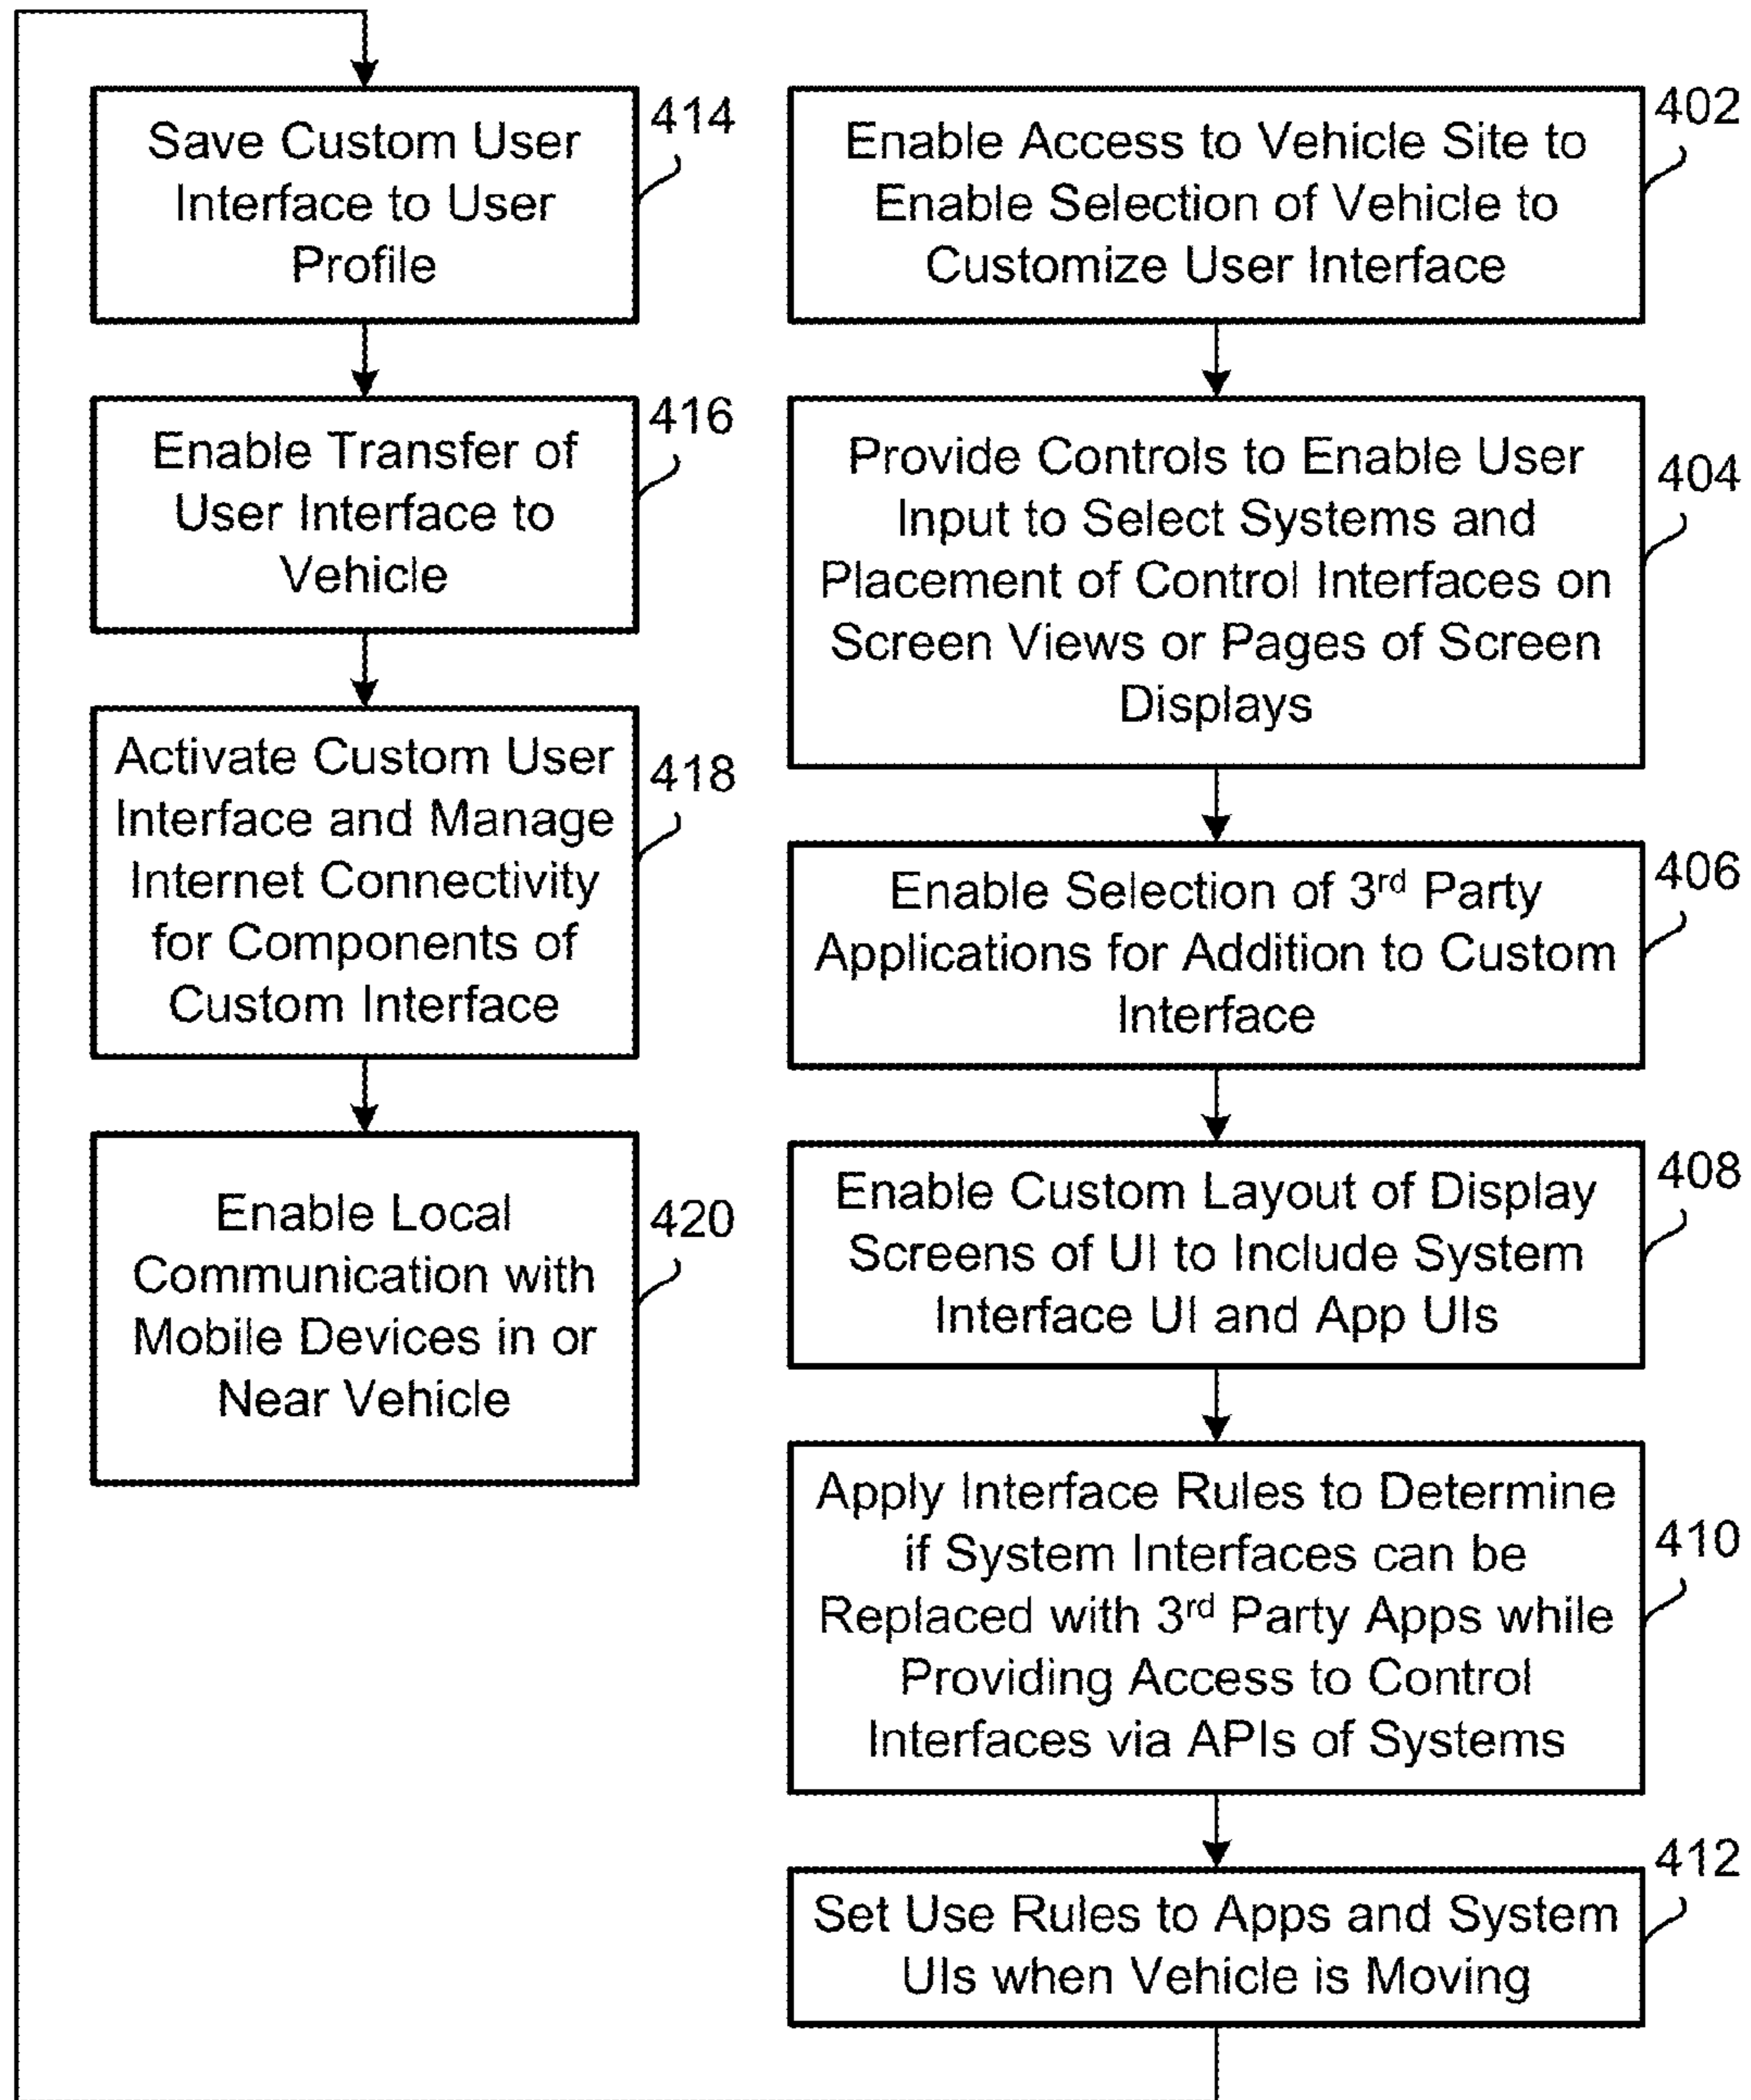 414
Save Custom User
Interface to User
Profile
416
Enable Transfer of
User Interface to
Vehicle
418
Activate Custom User
Interface and Manage
Internet Connectivity
for Components of
Custom Interface
420
Enable Local
Communication with
Mobile Devices in or
Near Vehicle
402
Enable Access to Vehicle Site to
Enable Selection of Vehicle to
Customize User Interface
404
Provide Controls to Enable User
Input to Select Systems and
Placement of Control Interfaces on
Screen Views or Pages of Screen
Displays
406
Enable Selection of 3rd Party
Applications for Addition to Custom
Interface
408
Enable Custom Layout of Display
Screens of UI to Include System
Interface UI and App UIs
410
Apply Interface Rules to Determine
if System Interfaces can be
Replaced with 3rd Party Apps while
Providing Access to Control
Interfaces via APIs of Systems
412
Set Use Rules to Apps and System
UIs when Vehicle is Moving